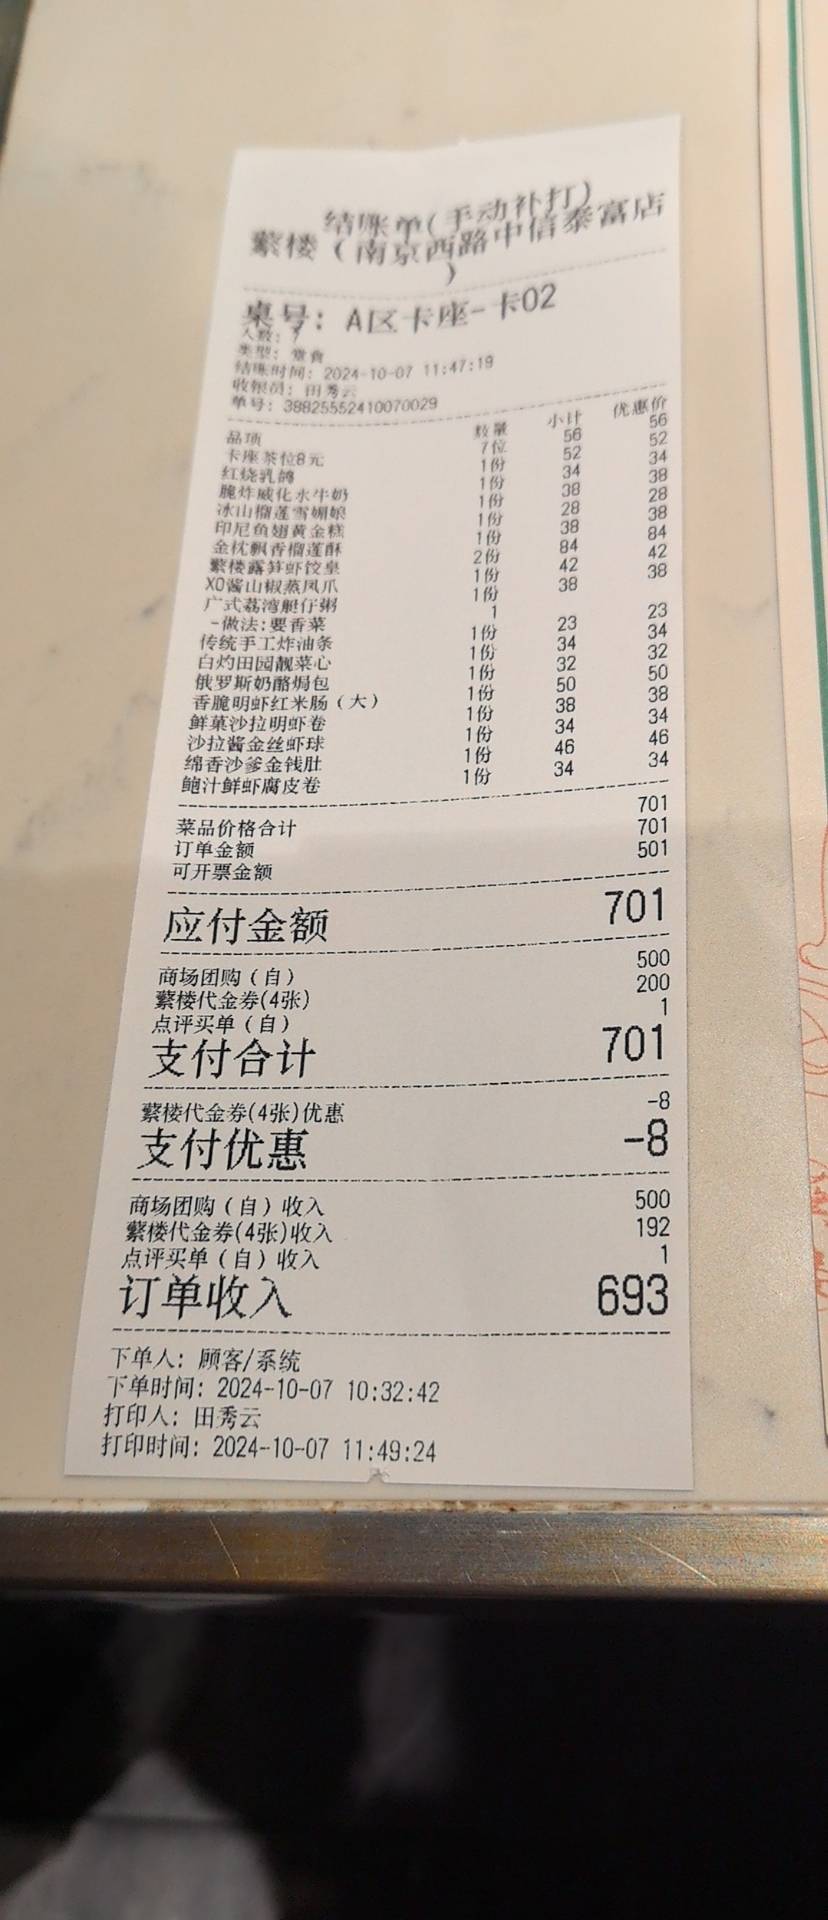 结账单(手动补打)
蘩楼（南京西路中信泰富店
）
桌号: A区卡座-卡02
人数: 7
类型: 堂食
结账时间: 2024-10-07 11:47:19
收银员: 田秀云
单号: 38825552410070029
品项 数量 小计 优惠价
卡座茶位8元 7位 56 56
红烧乳鸽 1份 52 52
脆炸威化水牛奶 1份 34 34
冰山榴莲雪媚娘 1份 38 38
印尼鱼翅黄金糕 1份 28 28
金枕飘香榴莲酥 1份 38 38
蘩楼露笋虾饺皇 2份 84 84
XO酱山椒蒸凤爪 1份 42 42
广式荔湾艇仔粥 1份 38 38
-做法:要香菜 1
传统手工炸油条 1份 23 23
白灼田园靓菜心 1份 34 34
俄罗斯奶酪焗包 1份 32 32
香脆明虾红米肠（大） 1份 50 50
鲜菓沙拉明虾卷 1份 38 38
沙拉酱金丝虾球 1份 34 34
绵香沙爹金钱肚 1份 46 46
鲍汁鲜虾腐皮卷 1份 34 34
菜品价格合计 701
订单金额 701
可开票金额 501
应付金额 701
商场团购（自） 500
蘩楼代金券(4张) 200
点评买单（自） 1
支付合计 701
蘩楼代金券(4张)优惠 -8
支付优惠 -8
商场团购（自）收入 500
蘩楼代金券(4张)收入 192
点评买单（自）收入 1
订单收入 693
下单人: 顾客/系统
下单时间: 2024-10-07 10:32:42
打印人: 田秀云
打印时间: 2024-10-07 11:49:24